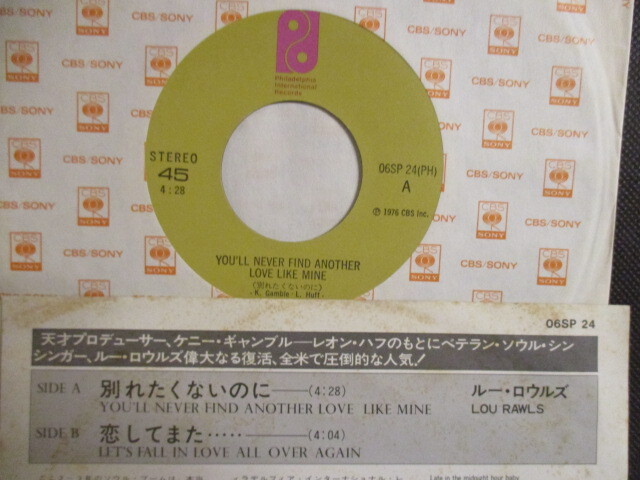 CBS/SONY
Philadelphia
International
Records
STEREO
45
4:28
06SP 24(PH)
A
Ⓟ 1976 CBS Inc.
YOU'LL NEVER FIND ANOTHER
LOVE LIKE MINE
(別れたくないのに)
- K. Gamble - L. Huff -
06SP 24
天才プロデューサー、ケニー・ギャンブル──レオン・ハフのもとにベテラン・ソウル・シン
シンガー、ルー・ロウルズ偉大なる復活、全米で圧倒的な人気!
SIDE A 別れたくないのに──(4:28) ルー・ロウルズ
YOU'LL NEVER FIND ANOTHER LOVE LIKE MINE LOU RAWLS
SIDE B 恋してまた‥‥‥(4:04)
LET'S FALL IN LOVE ALL OVER AGAIN
Late in the midnight hour baby